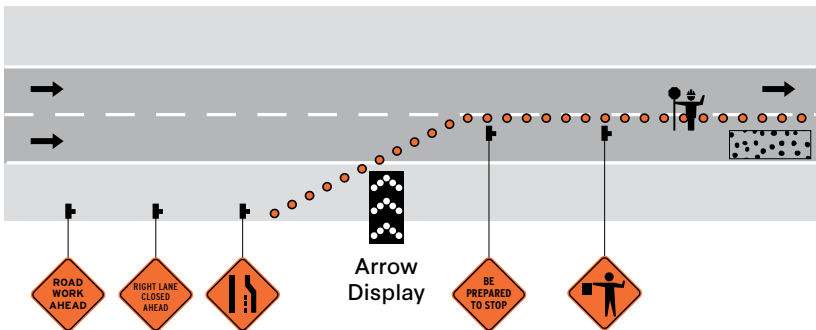 Arrow
Display
ROAD
WORK
AHEAD
RIGHT LANE
CLOSED
AHEAD
BE
PREPARED
TO STOP